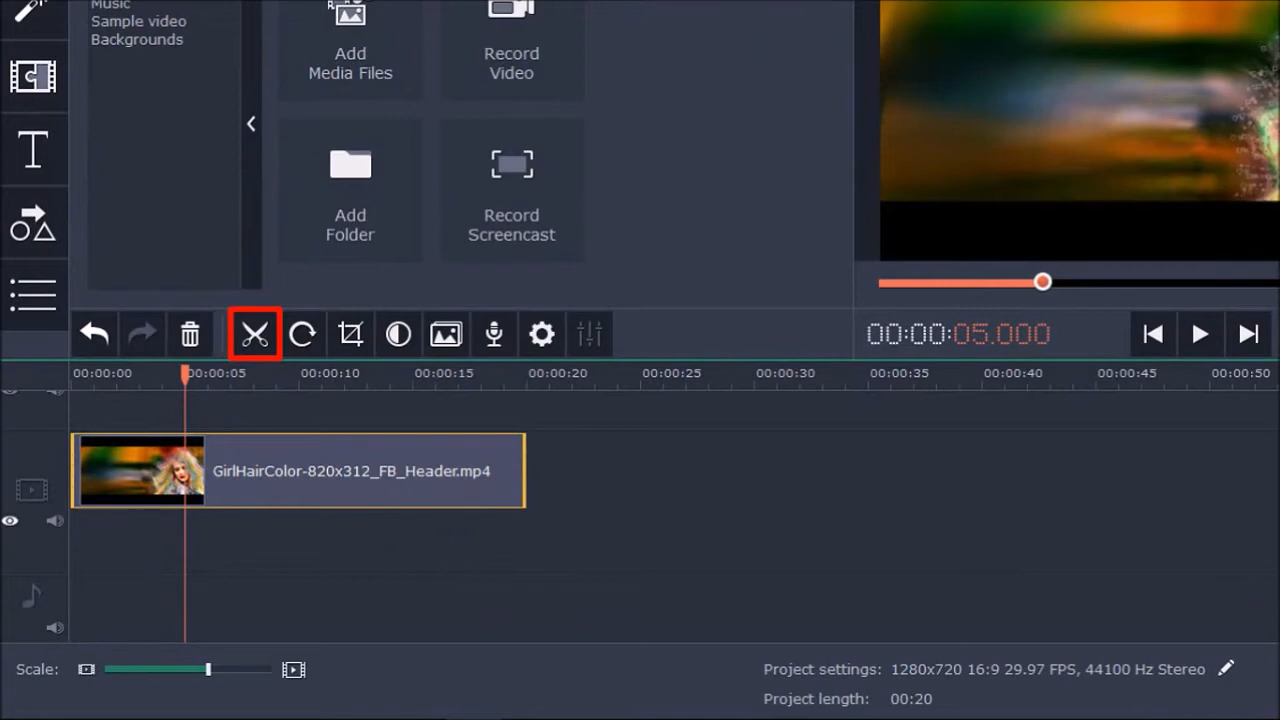 Music
Sample video
Backgrounds
Add
Media Files
Record
Video
Add
Folder
Record
Screencast
T
00:00:05.000
00:00:00 00:00:05 00:00:10 00:00:15 00:00:20 00:00:25 00:00:30 00:00:35 00:00:40 00:00:45 00:00:50
GirlHairColor-820x312_FB_Header.mp4
Scale:
Project settings: 1280x720 16:9 29.97 FPS, 44100 Hz Stereo
Project length: 00:20